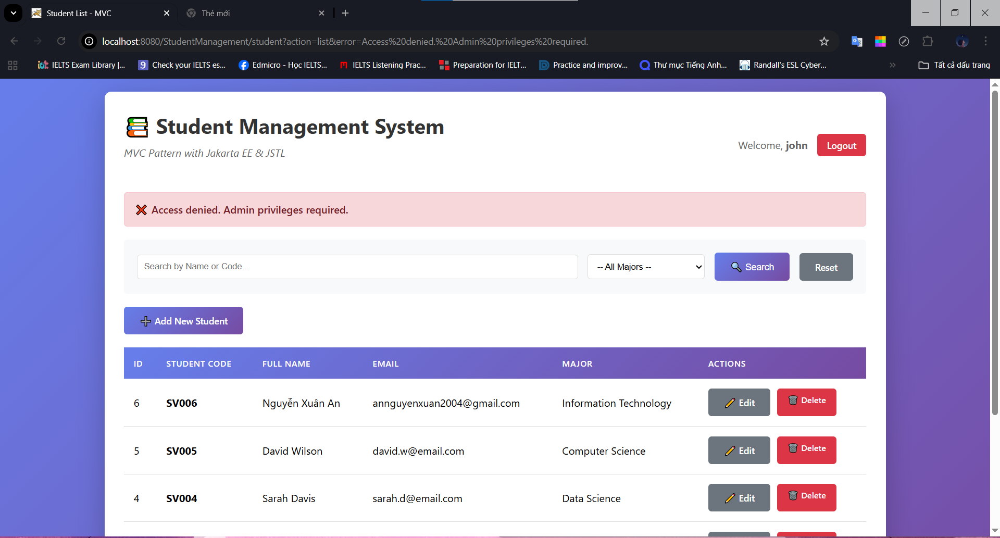 Student List - MVC
Thẻ mới
localhost:8080/StudentManagement/student?action=list&error=Access%20denied.%20Admin%20privileges%20required.
IELTS Exam Library |...
Check your IELTS es...
Edmicro - Học IELTS...
IELTS Listening Prac...
Preparation for IELT...
Practice and improv...
Thư mục Tiếng Anh...
Randall's ESL Cyber...
Tất cả dấu trang
Student Management System
MVC Pattern with Jakarta EE & JSTL
Welcome, john
Logout
Access denied. Admin privileges required.
Search by Name or Code...
-- All Majors --
Search
Reset
Add New Student
ID STUDENT CODE FULL NAME EMAIL MAJOR ACTIONS
6 SV006 Nguyễn Xuân An annguyenxuan2004@gmail.com Information Technology Edit Delete
5 SV005 David Wilson david.w@email.com Computer Science Edit Delete
4 SV004 Sarah Davis sarah.d@email.com Data Science Edit Delete